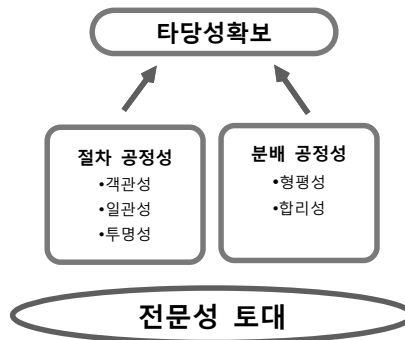 타당성확보
절차 공정성
•객관성
•일관성
•투명성
분배 공정성
•형평성
•합리성
전문성 토대